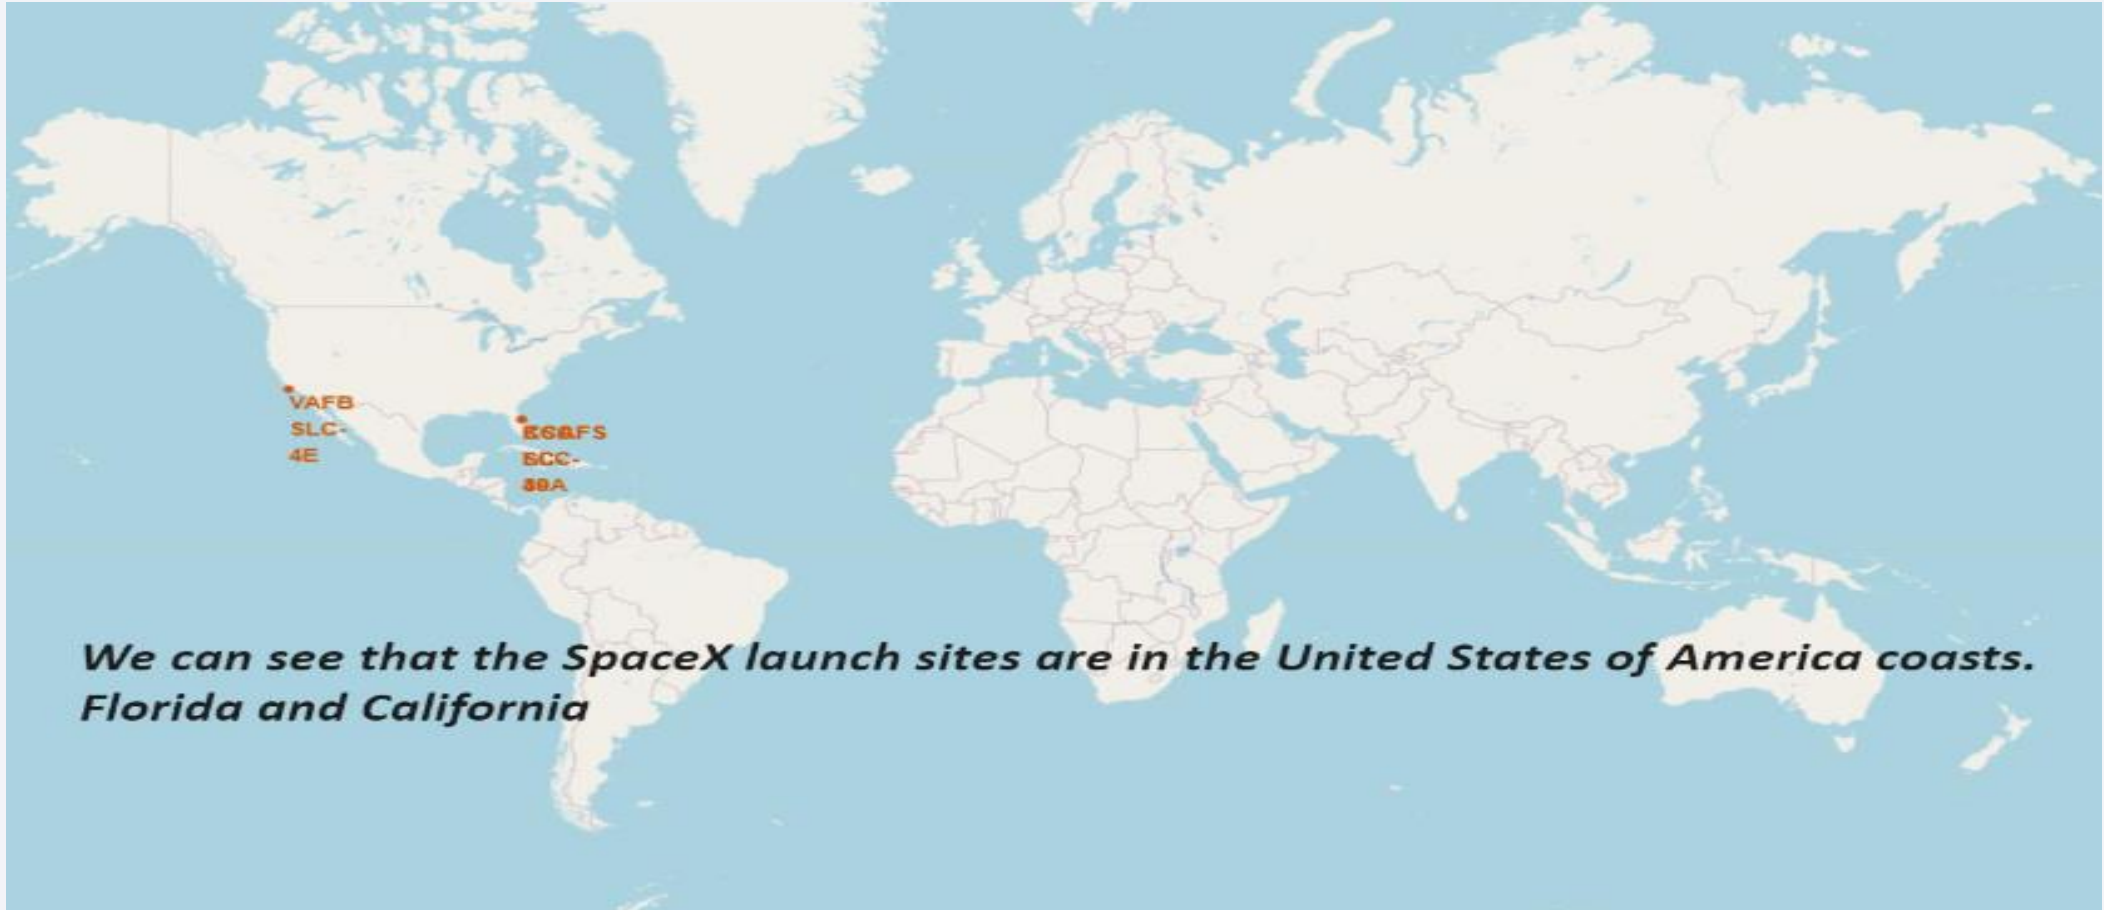 VAFB
SLC-
4E
We can see that the SpaceX launch sites are in the United States of America coasts.
Florida and California